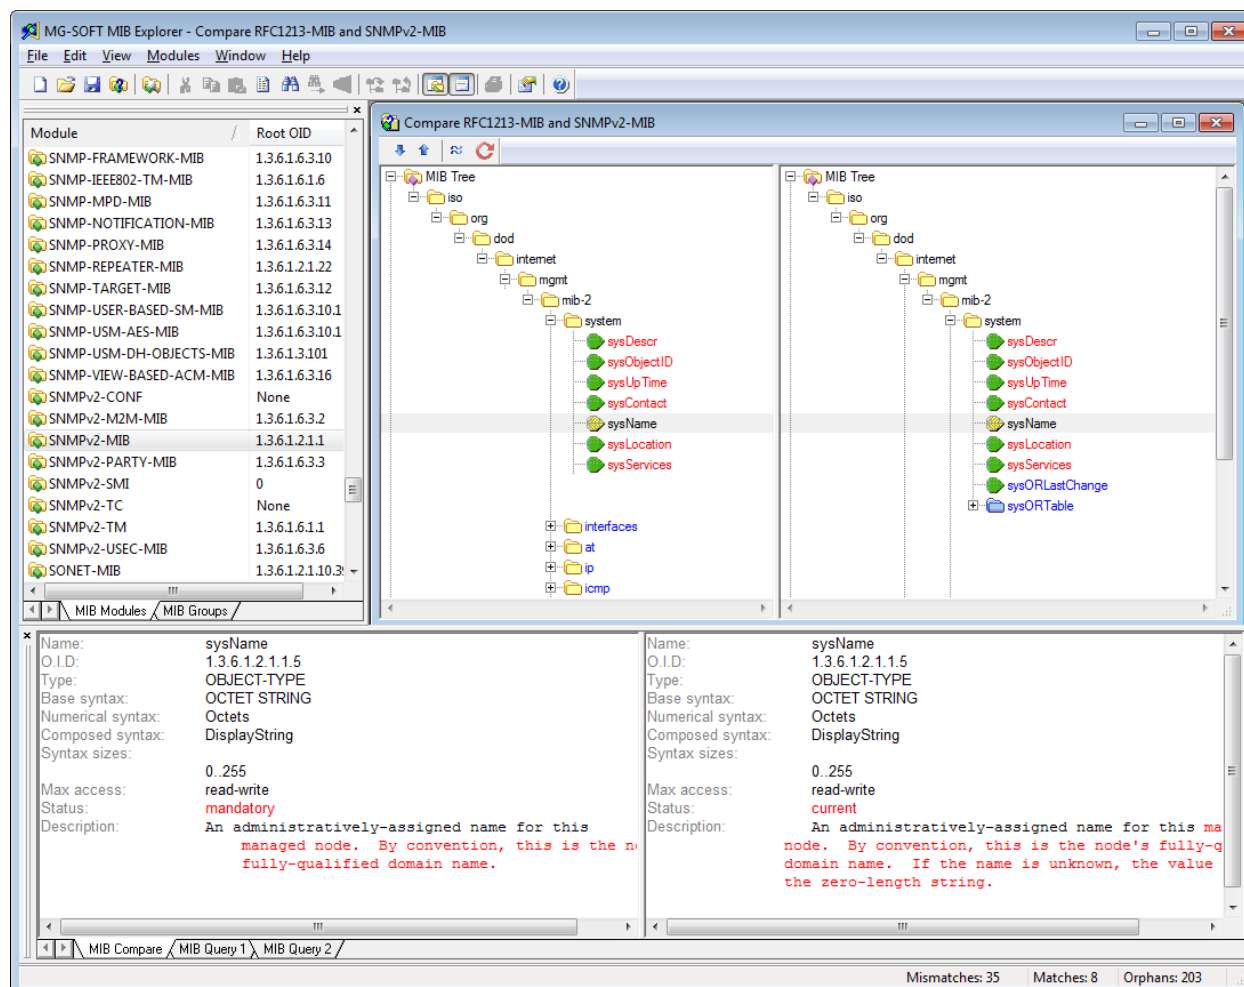 MG-SOFT MIB Explorer - Compare RFC1213-MIB and SNMPv2-MIB
File Edit View Modules Window Help
Module / Root OID
SNMP-FRAMEWORK-MIB 1.3.6.1.6.3.10
SNMP-IEEE802-TM-MIB 1.3.6.1.6.1.6
SNMP-MPD-MIB 1.3.6.1.6.3.11
SNMP-NOTIFICATION-MIB 1.3.6.1.6.3.13
SNMP-PROXY-MIB 1.3.6.1.6.3.14
SNMP-REPEATER-MIB 1.3.6.1.2.1.22
SNMP-TARGET-MIB 1.3.6.1.6.3.12
SNMP-USER-BASED-SM-MIB 1.3.6.1.6.3.10.1
SNMP-USM-AES-MIB 1.3.6.1.6.3.10.1
SNMP-USM-DH-OBJECTS-MIB 1.3.6.1.3.101
SNMP-VIEW-BASED-ACM-MIB 1.3.6.1.6.3.16
SNMPv2-CONF None
SNMPv2-M2M-MIB 1.3.6.1.6.3.2
SNMPv2-MIB 1.3.6.1.2.1.1
SNMPv2-PARTY-MIB 1.3.6.1.6.3.3
SNMPv2-SMI 0
SNMPv2-TC None
SNMPv2-TM 1.3.6.1.6.1.1
SNMPv2-USEC-MIB 1.3.6.1.6.3.6
SONET-MIB 1.3.6.1.2.1.10.3
MIB Modules MIB Groups
Compare RFC1213-MIB and SNMPv2-MIB
MIB Tree
iso
org
dod
internet
mgmt
mib-2
system
sysDescr
sysObjectID
sysUpTime
sysContact
sysName
sysLocation
sysServices
interfaces
at
ip
icmp
MIB Tree
iso
org
dod
internet
mgmt
mib-2
system
sysDescr
sysObjectID
sysUpTime
sysContact
sysName
sysLocation
sysServices
sysORLastChange
sysORTable
Name: sysName
O.I.D: 1.3.6.1.2.1.1.5
Type: OBJECT-TYPE
Base syntax: OCTET STRING
Numerical syntax: Octets
Composed syntax: DisplayString
Syntax sizes:
0..255
Max access: read-write
Status: mandatory
Description: An administratively-assigned name for this
managed node. By convention, this is the
fully-qualified domain name.
Name: sysName
O.I.D: 1.3.6.1.2.1.1.5
Type: OBJECT-TYPE
Base syntax: OCTET STRING
Numerical syntax: Octets
Composed syntax: DisplayString
Syntax sizes:
0..255
Max access: read-write
Status: current
Description: An administratively-assigned name for this ma
node. By convention, this is the node's fully-q
domain name. If the name is unknown, the value
the zero-length string.
MIB Compare MIB Query 1 MIB Query 2
Mismatches: 35 Matches: 8 Orphans: 203